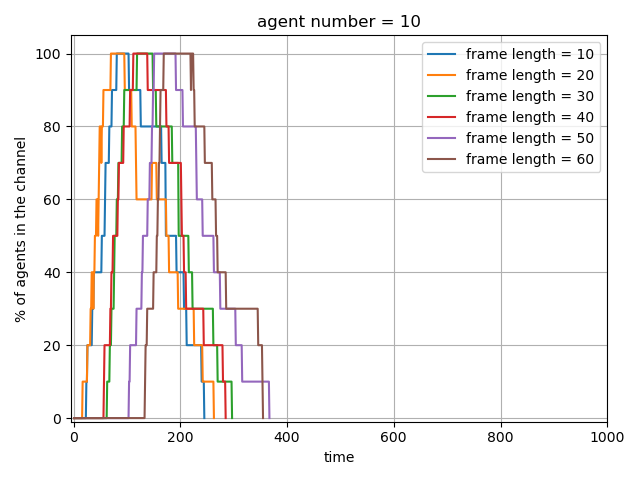 agent number = 10
100
80
60
40
20
0
% of agents in the channel
frame length = 10
frame length = 20
frame length = 30
frame length = 40
frame length = 50
frame length = 60
0 200 400 600 800 1000
time